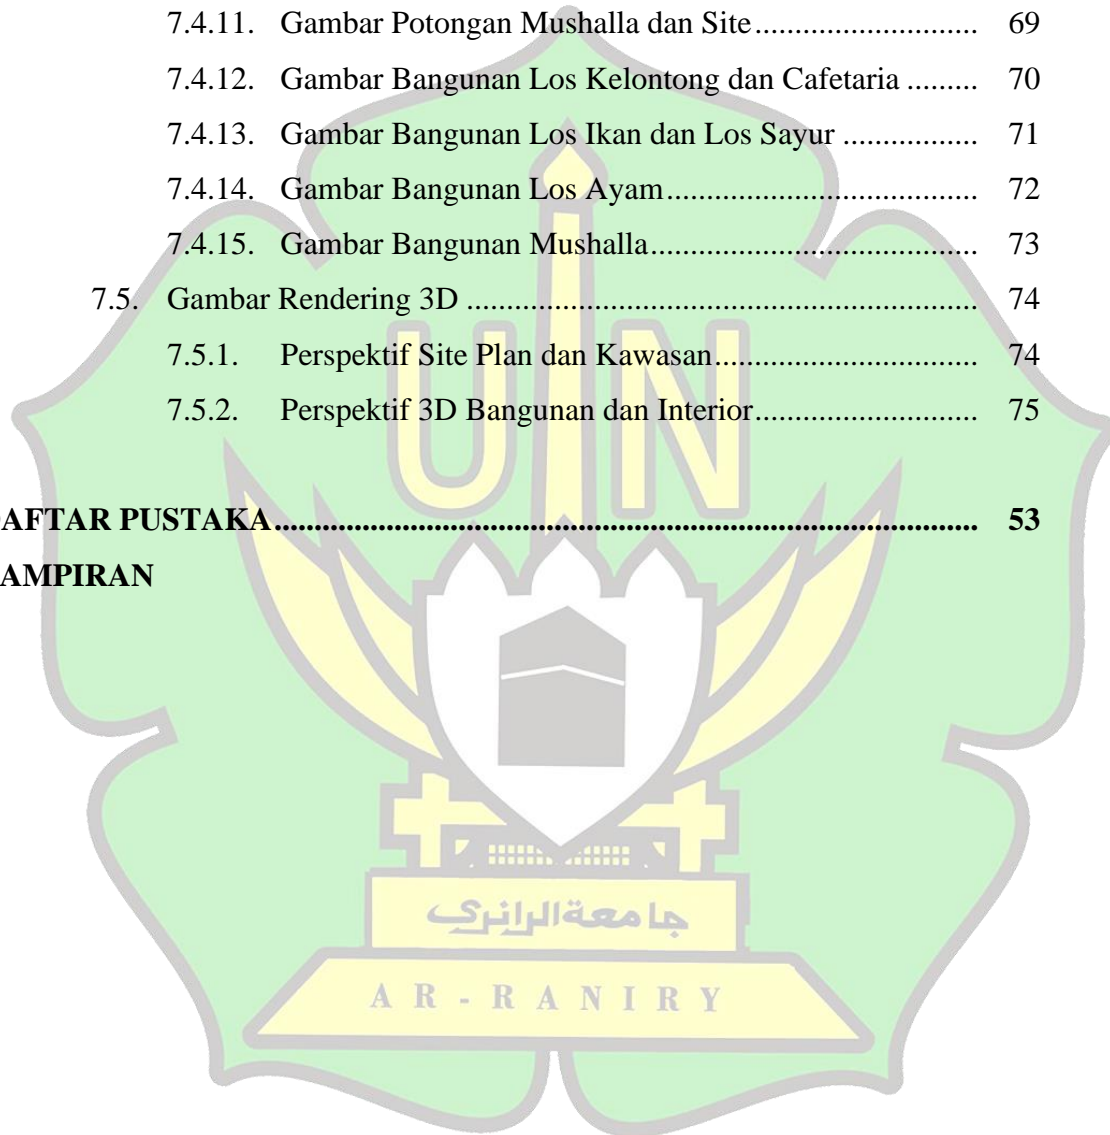 7.4.11. Gambar Potongan Mushalla dan Site.......................... 69
7.4.12. Gambar Bangunan Los Kelontong dan Cafetaria ......... 70
7.4.13. Gambar Bangunan Los Ikan dan Los Sayur ................. 71
7.4.14. Gambar Bangunan Los Ayam....................................... 72
7.4.15. Gambar Bangunan Mushalla......................................... 73
7.5. Gambar Rendering 3D ................................................................ 74
7.5.1. Perspektif Site Plan dan Kawasan................................. 74
7.5.2. Perspektif 3D Bangunan dan Interior............................ 75
UIN
AFTAR PUSTAKA........................................................................................ 53
AMPIRAN
جامعةالرانري
AR-RANIRY